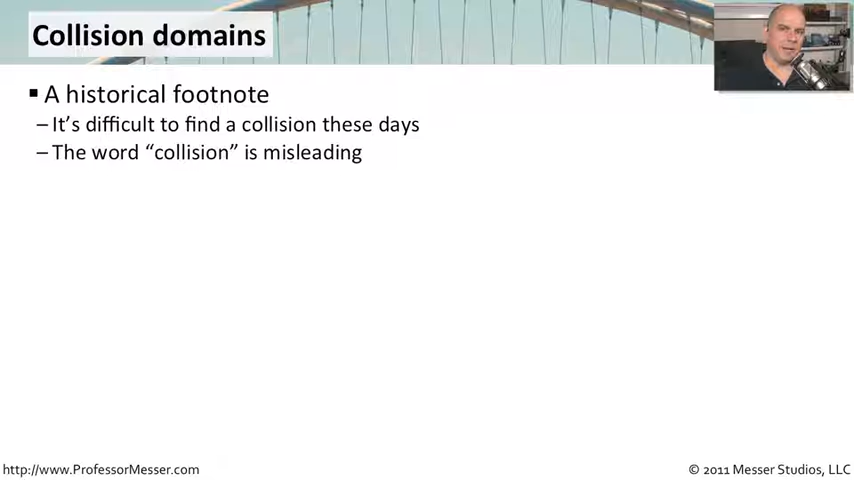 Collision domains
▪ A historical footnote
– It's difficult to find a collision these days
– The word “collision” is misleading
http://www.ProfessorMesser.com
© 2011 Messer Studios, LLC